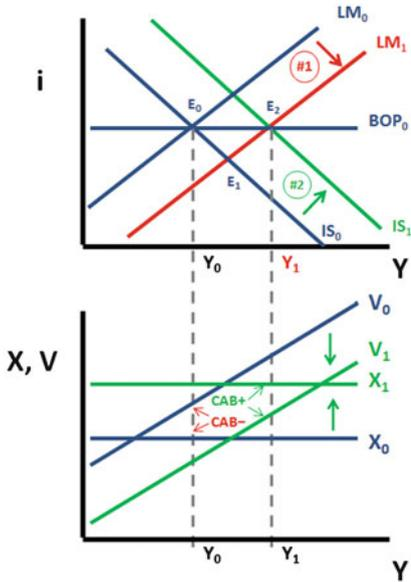 LM₀
#1
LM₁
i
E₀
E₂
BOP₀
E₁
#2
IS₀
IS₁
Y₀
Y₁
Y
V₀
X, V
V₁
X₁
CAB+
CAB−
X₀
Y₀
Y₁
Y